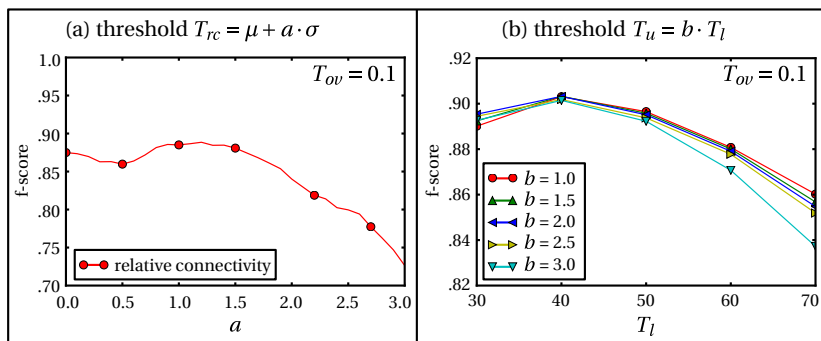 (a) threshold T_rc = μ + a · σ
T_ov = 0.1
f-score
1.0
.95
.90
.85
.80
.75
.70
relative connectivity
0.0 0.5 1.0 1.5 2.0 2.5 3.0
a
(b) threshold T_u = b · T_l
T_ov = 0.1
f-score
.92
.90
.88
.86
.84
.82
b = 1.0
b = 1.5
b = 2.0
b = 2.5
b = 3.0
30 40 50 60 70
T_l